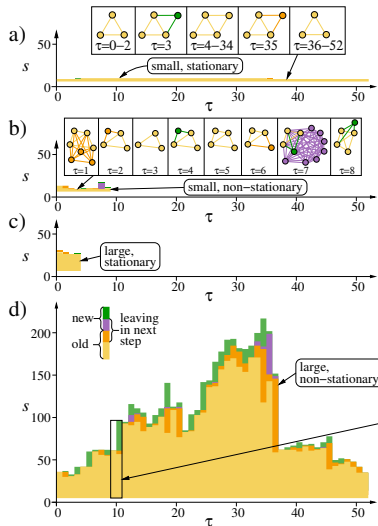 a)
τ=0−2 τ=3 τ=4−34 τ=35 τ=36−52
50
s
small, stationary
0
0 10 20 30 40 50
τ
b)
50
s
τ=1 τ=2 τ=3 τ=4 τ=5 τ=6 τ=7 τ=8
small, non−stationary
0
0 10 20 30 40 50
τ
c)
50
s
large,
stationary
0
0 10 20 30 40 50
τ
d)
new
leaving
in next
step
old
200
150
s
large,
non−stationary
100
50
0
0 10 20 30 40 50
τ